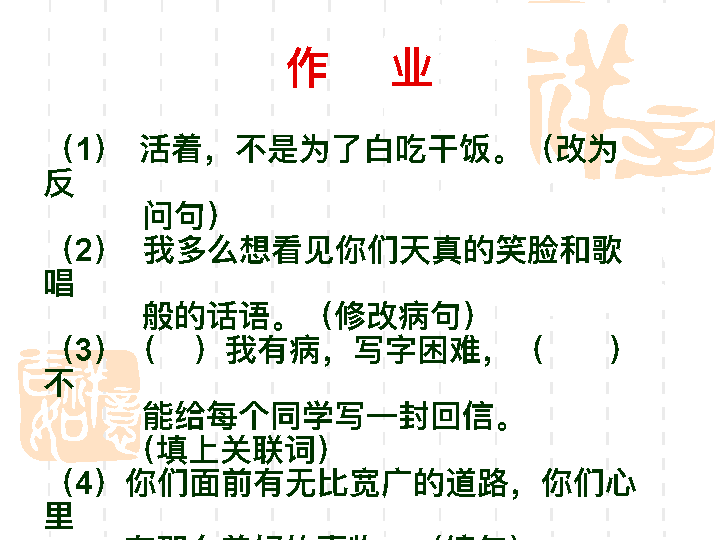 作 业
（1） 活着，不是为了白吃干饭。（改为
反
问句）
（2） 我多么想看见你们天真的笑脸和歌
唱
般的话语。（修改病句）
（3）（ ）我有病，写字困难，（ ）
不
能给每个同学写一封回信。
（填上关联词）
（4）你们面前有无比宽广的道路，你们心
里